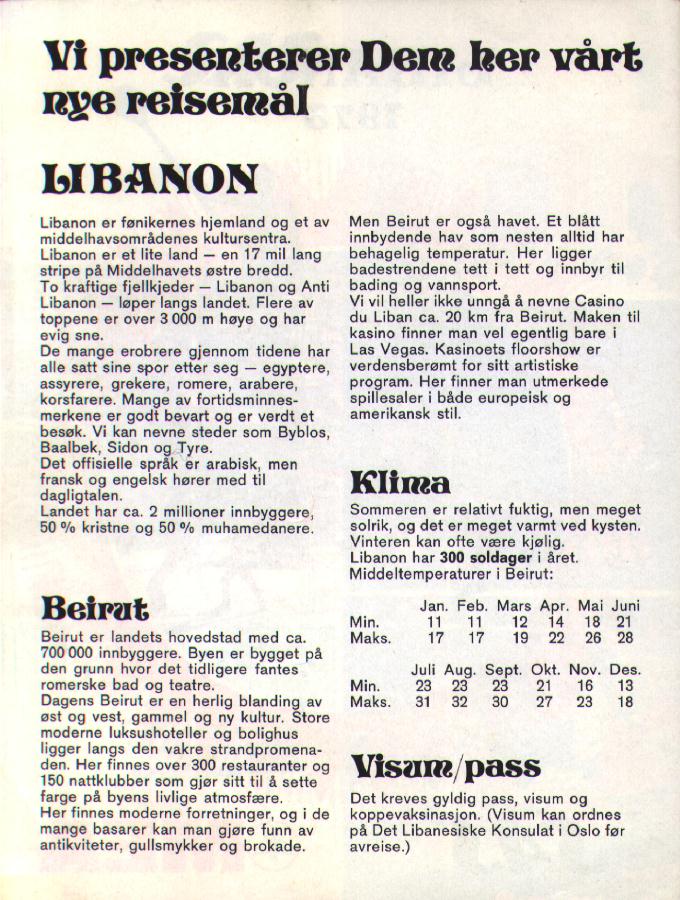 Vi presenterer Dem her vårt
nye reisemål
LIBANON
Libanon er fønikernes hjemland og et av
middelhavsområdenes kultursentra.
Libanon er et lite land — en 17 mil lang
stripe på Middelhavets østre bredd.
To kraftige fjellkjeder — Libanon og Anti
Libanon — løper langs landet. Flere av
toppene er over 3 000 m høye og har
evig sne.
De mange erobrere gjennom tidene har
alle satt sine spor etter seg — egyptere,
assyrere, grekere, romere, arabere,
korsfarere. Mange av fortidsminnes-
merkene er godt bevart og er verdt et
besøk. Vi kan nevne steder som Byblos,
Baalbek, Sidon og Tyre.
Det offisielle språk er arabisk, men
fransk og engelsk hører med til
dagligtalen.
Landet har ca. 2 millioner innbyggere,
50 % kristne og 50 % muhamedanere.
Beirut
Beirut er landets hovedstad med ca.
700 000 innbyggere. Byen er bygget på
den grunn hvor det tidligere fantes
romerske bad og teatre.
Dagens Beirut er en herlig blanding av
øst og vest, gammel og ny kultur. Store
moderne luksushoteller og bolighus
ligger langs den vakre strandpromena-
den. Her finnes over 300 restauranter og
150 nattklubber som gjør sitt til å sette
farge på byens livlige atmosfære.
Her finnes moderne forretninger, og i de
mange basarer kan man gjøre funn av
antikviteter, gullsmykker og brokade.
Men Beirut er også havet. Et blått
innbydende hav som nesten alltid har
behagelig temperatur. Her ligger
badestrendene tett i tett og innbyr til
bading og vannsport.
Vi vil heller ikke unngå å nevne Casino
du Liban ca. 20 km fra Beirut. Maken til
kasino finner man vel egentlig bare i
Las Vegas. Kasinoets floorshow er
verdensberømt for sitt artistiske
program. Her finner man utmerkede
spillesaler i både europeisk og
amerikansk stil.
Klima
Sommeren er relativt fuktig, men meget
solrik, og det er meget varmt ved kysten.
Vinteren kan ofte være kjølig.
Libanon har 300 soldager i året.
Middeltemperaturer i Beirut:
Jan. Feb. Mars Apr. Mai Juni
Min. 11 11 12 14 18 21
Maks. 17 17 19 22 26 28
Juli Aug. Sept. Okt. Nov. Des.
Min. 23 23 23 21 16 13
Maks. 31 32 30 27 23 18
Visum/pass
Det kreves gyldig pass, visum og
koppevaksinasjon. (Visum kan ordnes
på Det Libanesiske Konsulat i Oslo før
avreise.)